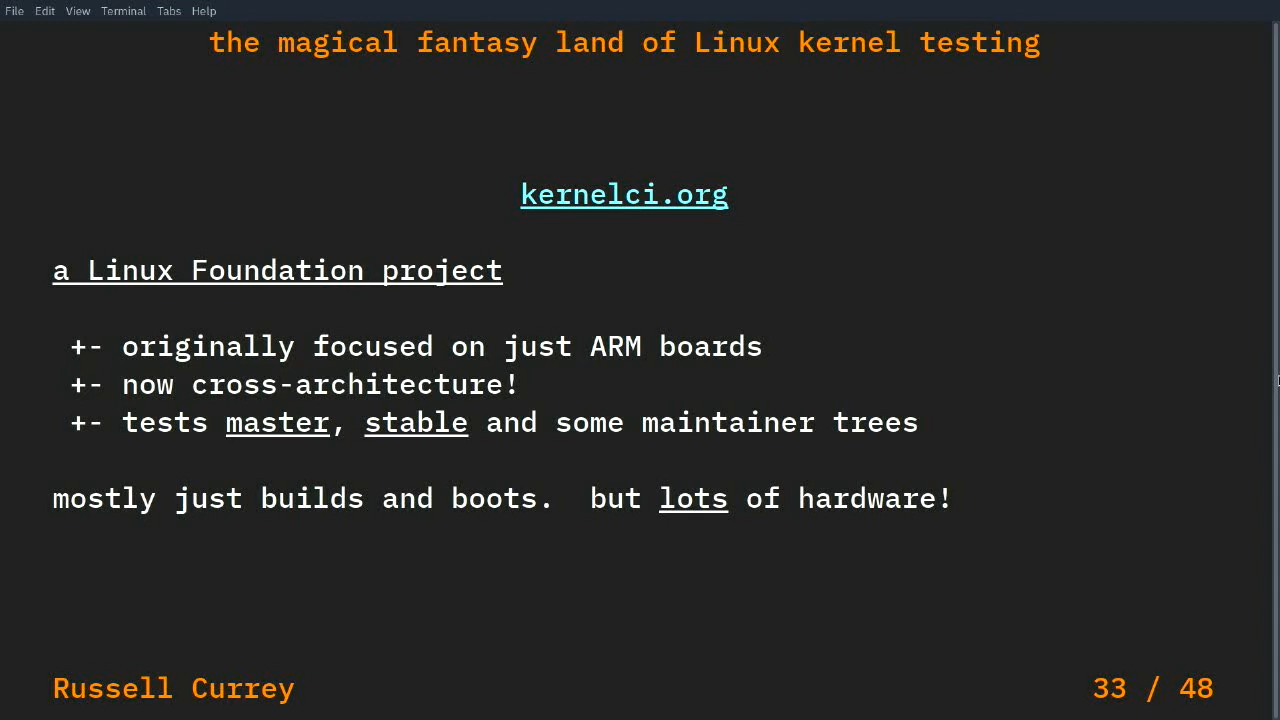 File Edit View Terminal Tabs Help
the magical fantasy land of Linux kernel testing
kernelci.org
a Linux Foundation project
+- originally focused on just ARM boards
+- now cross-architecture!
+- tests master, stable and some maintainer trees
mostly just builds and boots.  but lots of hardware!
Russell Currey
33 / 48